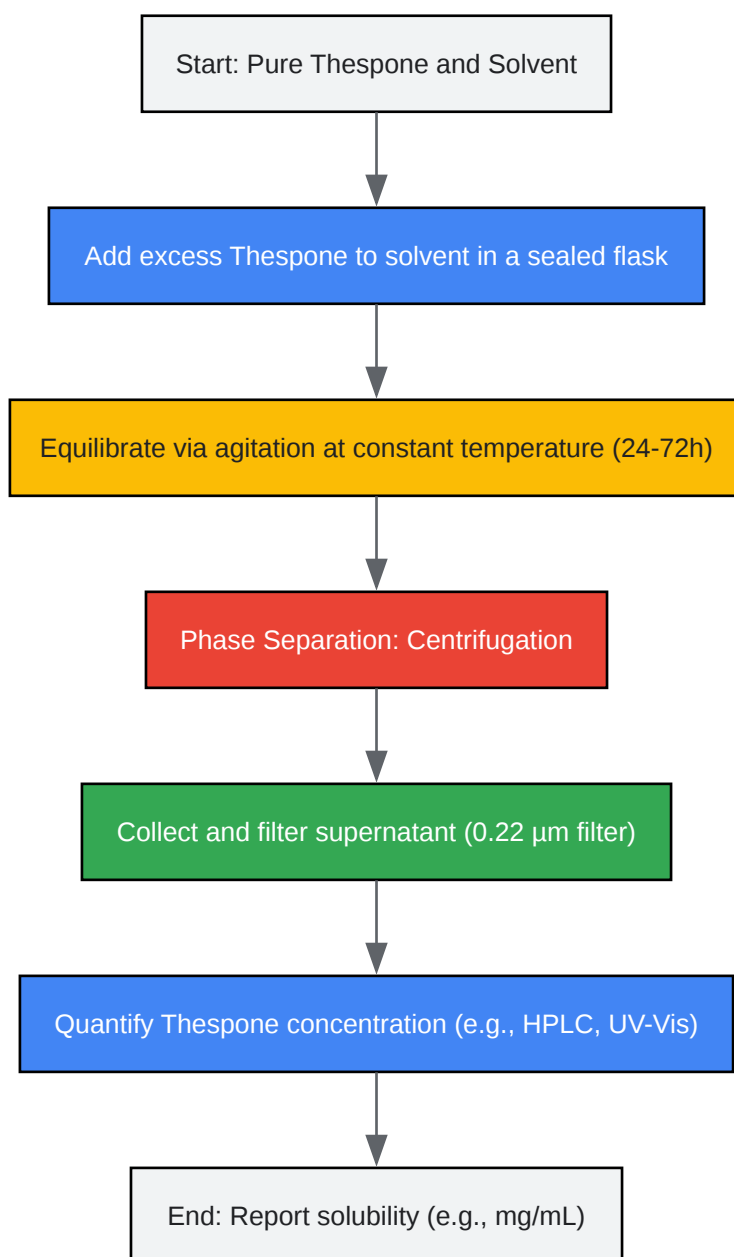 Start: Pure Thespone and Solvent
Add excess Thespone to solvent in a sealed flask
Equilibrate via agitation at constant temperature (24-72h)
Phase Separation: Centrifugation
Collect and filter supernatant (0.22 µm filter)
Quantify Thespone concentration (e.g., HPLC, UV-Vis)
End: Report solubility (e.g., mg/mL)